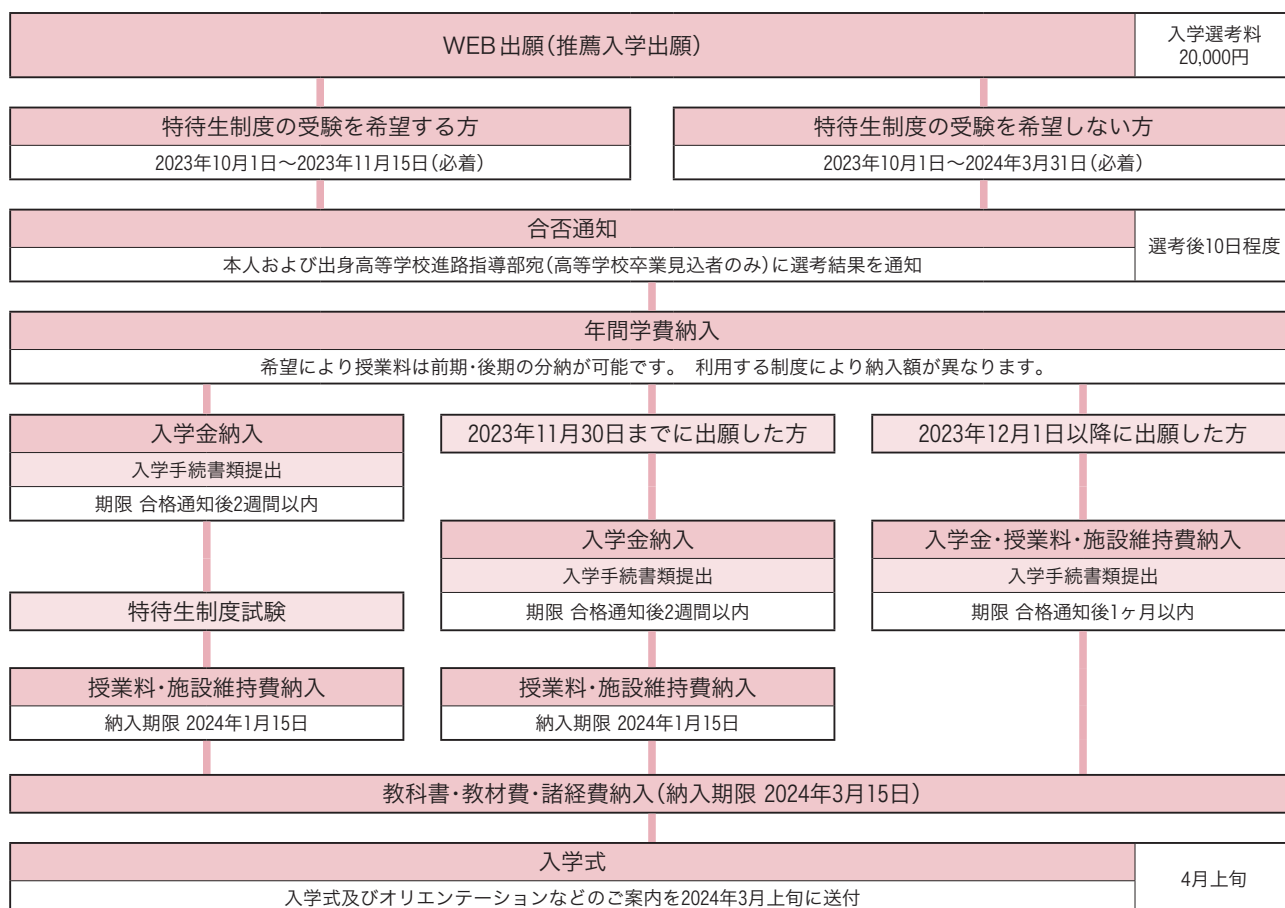 WEB出願（推薦入学出願）
入学選考料
20,000円
特待生制度の受験を希望する方
2023年10月1日～2023年11月15日（必着）
特待生制度の受験を希望しない方
2023年10月1日～2024年3月31日（必着）
合否通知
本人および出身高等学校進路指導部宛（高等学校卒業見込者のみ）に選考結果を通知
選考後10日程度
年間学費納入
希望により授業料は前期・後期の分納が可能です。 利用する制度により納入額が異なります。
入学金納入
入学手続書類提出
期限 合格通知後2週間以内
特待生制度試験
授業料・施設維持費納入
納入期限 2024年1月15日
2023年11月30日までに出願した方
入学金納入
入学手続書類提出
期限 合格通知後2週間以内
授業料・施設維持費納入
納入期限 2024年1月15日
2023年12月1日以降に出願した方
入学金・授業料・施設維持費納入
入学手続書類提出
期限 合格通知後1ヶ月以内
教科書・教材費・諸経費納入（納入期限 2024年3月15日）
入学式
入学式及びオリエンテーションなどのご案内を2024年3月上旬に送付
4月上旬